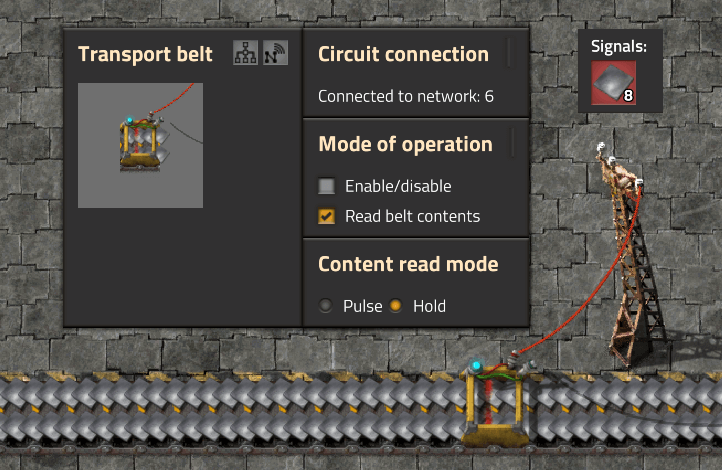 Transport belt
Circuit connection
Connected to network: 6
Mode of operation
Enable/disable
Read belt contents
Content read mode
Pulse
Hold
Signals:
8